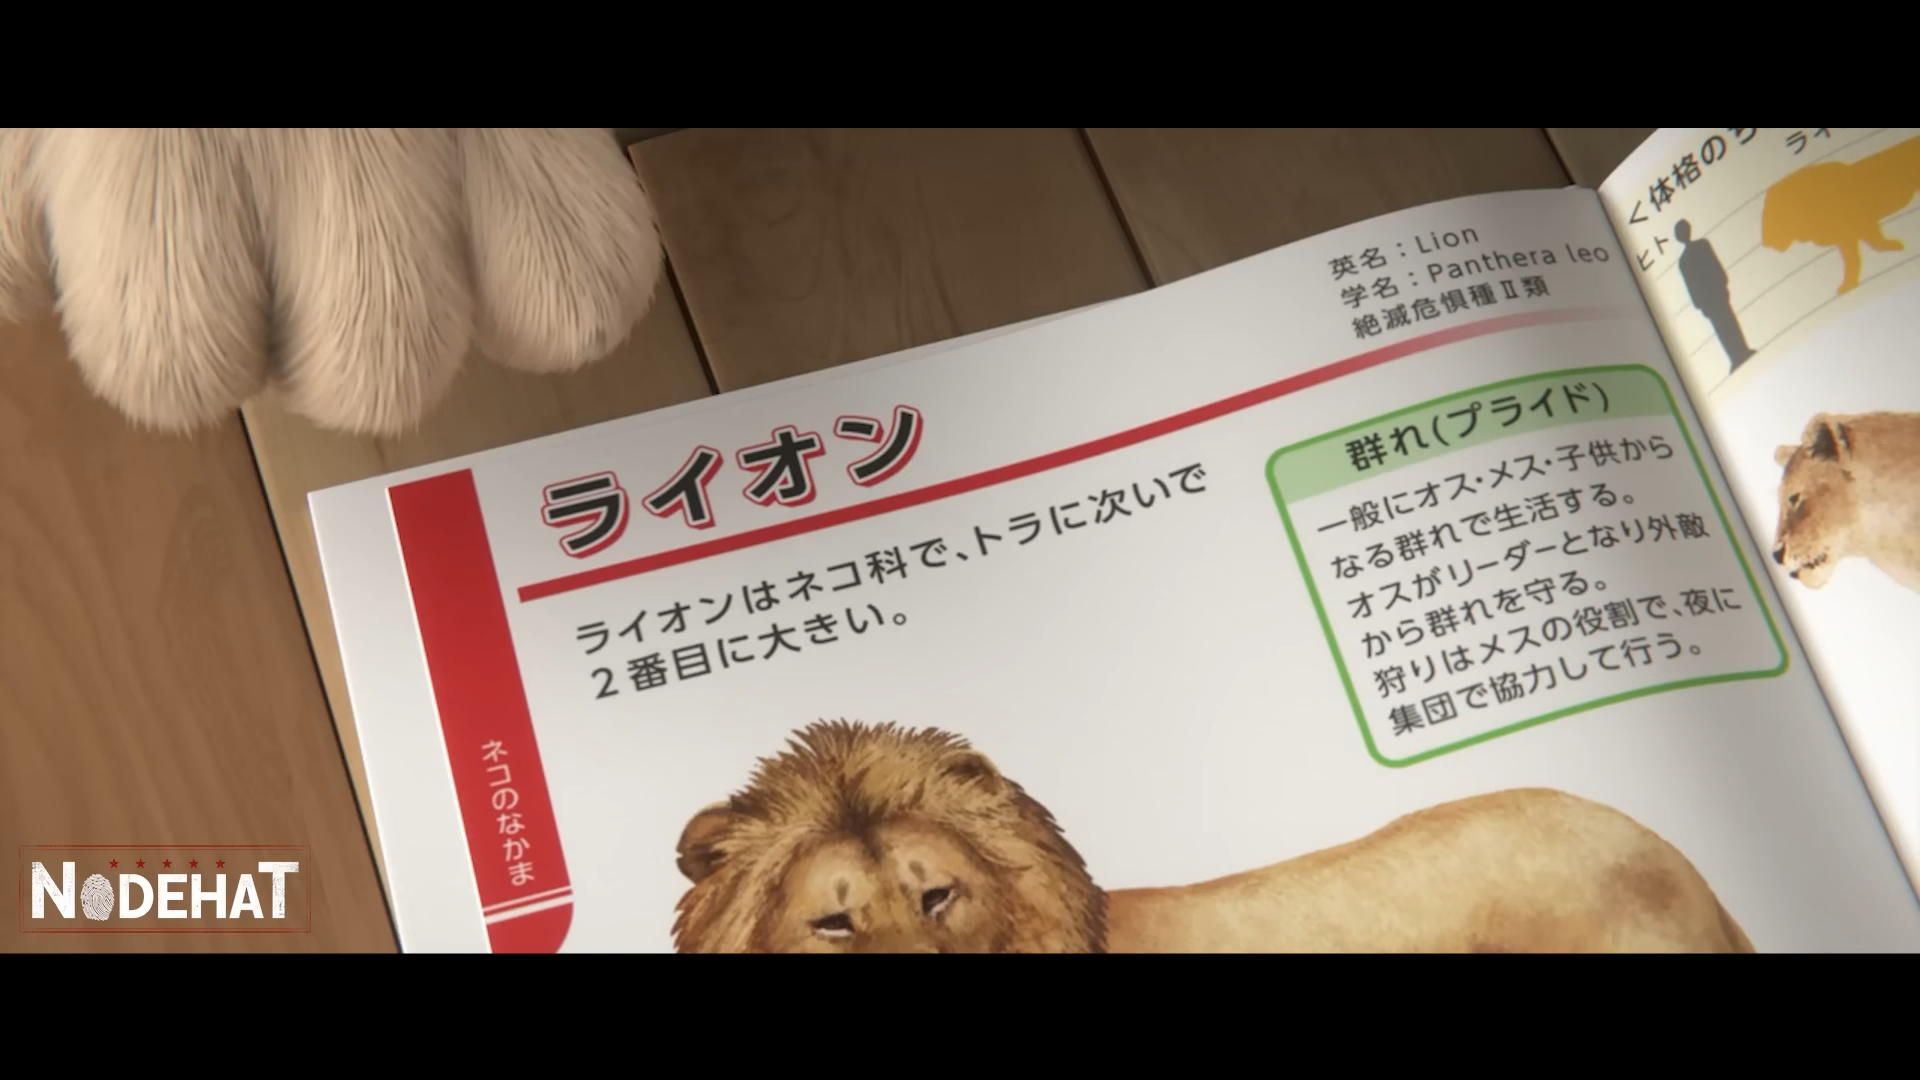 英名：Lion
学名：Panthera leo
絶滅危惧種Ⅱ類
ライオン
ライオンはネコ科で、トラに次いで
2番目に大きい。
群れ(プライド)
一般にオス・メス・子供から
なる群れで生活する。
オスがリーダーとなり外敵
から群れを守る。
狩りはメスの役割で、夜に
集団で協力して行う。
ネコのなかま
<体格のち
ライ
ヒト
NODEHAT